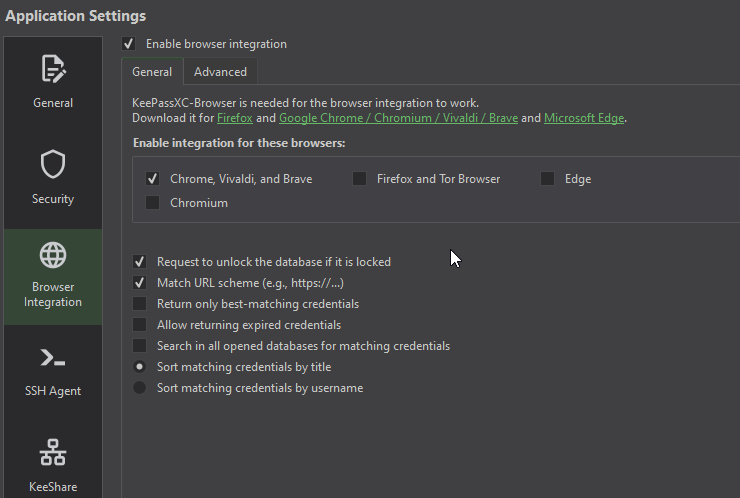 Application Settings
General
Security
Browser
Integration
SSH Agent
KeeShare
Enable browser integration
General
Advanced
KeePassXC-Browser is needed for the browser integration to work.
Download it for Firefox and Google Chrome / Chromium / Vivaldi / Brave and Microsoft Edge.
Enable integration for these browsers:
Chrome, Vivaldi, and Brave
Firefox and Tor Browser
Edge
Chromium
Request to unlock the database if it is locked
Match URL scheme (e.g., https://...)
Return only best-matching credentials
Allow returning expired credentials
Search in all opened databases for matching credentials
Sort matching credentials by title
Sort matching credentials by username